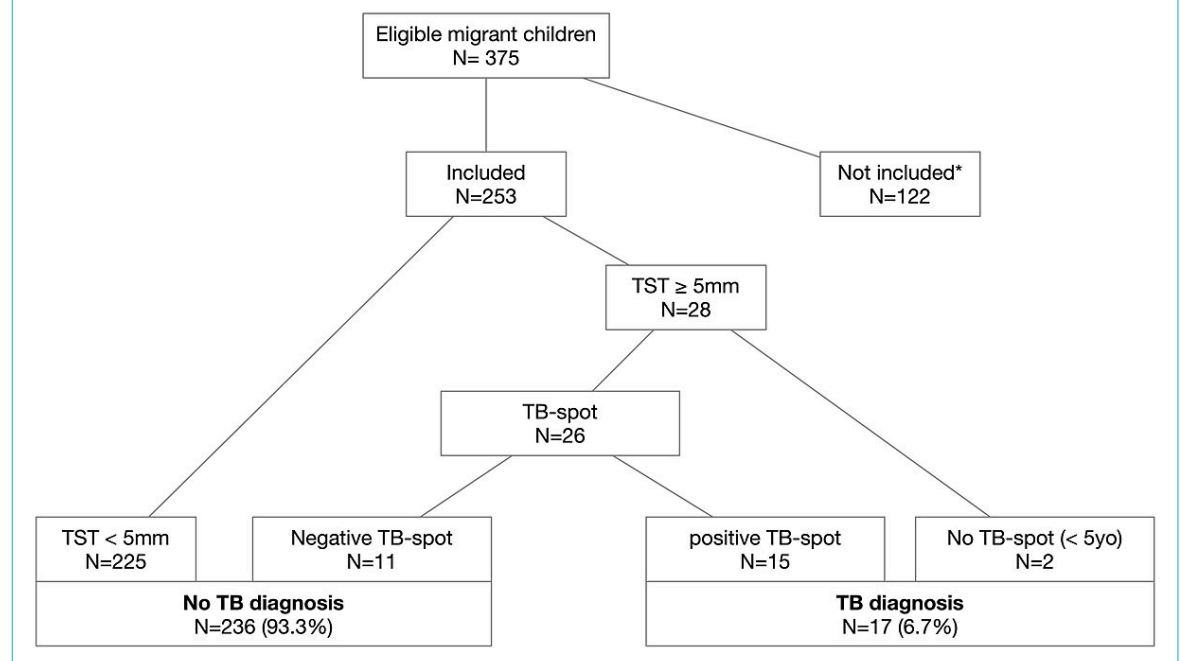 Eligible migrant children
N= 375
Included
N=253
Not included*
N=122
TST ≥ 5mm
N=28
TB-spot
N=26
TST < 5mm
N=225
Negative TB-spot
N=11
positive TB-spot
N=15
No TB-spot (< 5yo)
N=2
No TB diagnosis
N=236 (93.3%)
TB diagnosis
N=17 (6.7%)